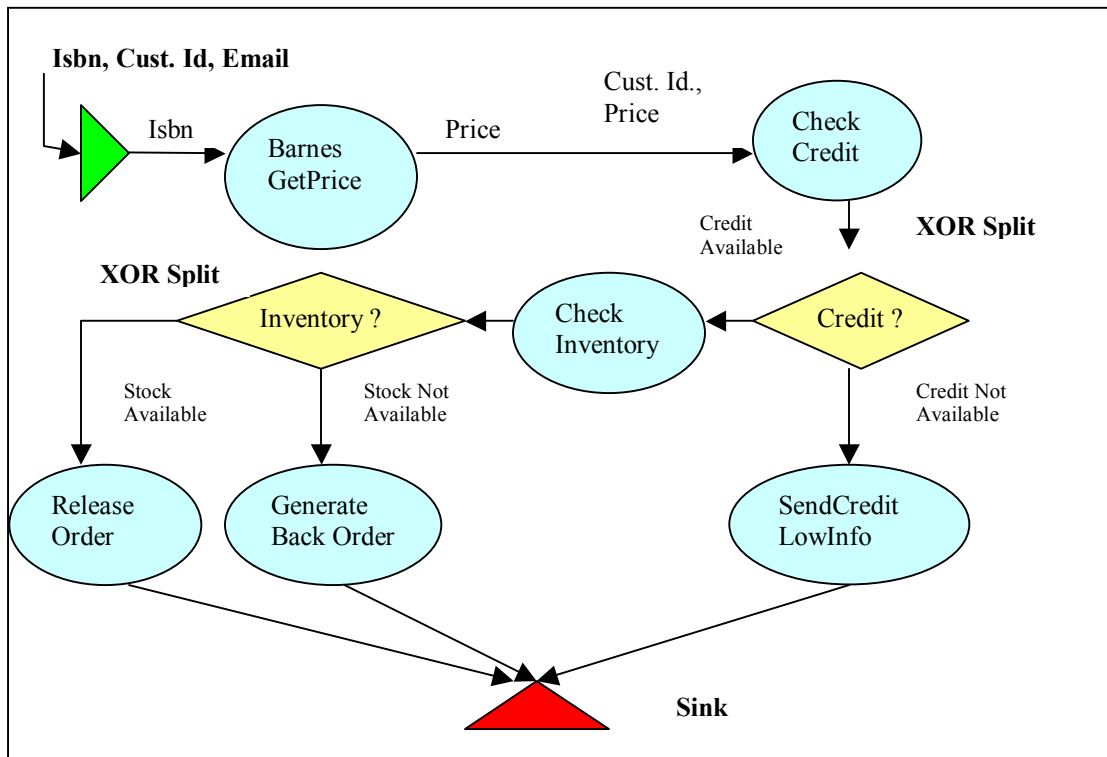 Isbn, Cust. Id, Email
Isbn
Barnes
GetPrice
Price
Cust. Id.,
Price
Check
Credit
Credit
Available
XOR Split
XOR Split
Inventory ?
Check
Inventory
Credit ?
Stock
Available
Stock Not
Available
Credit Not
Available
Release
Order
Generate
Back Order
SendCredit
LowInfo
Sink